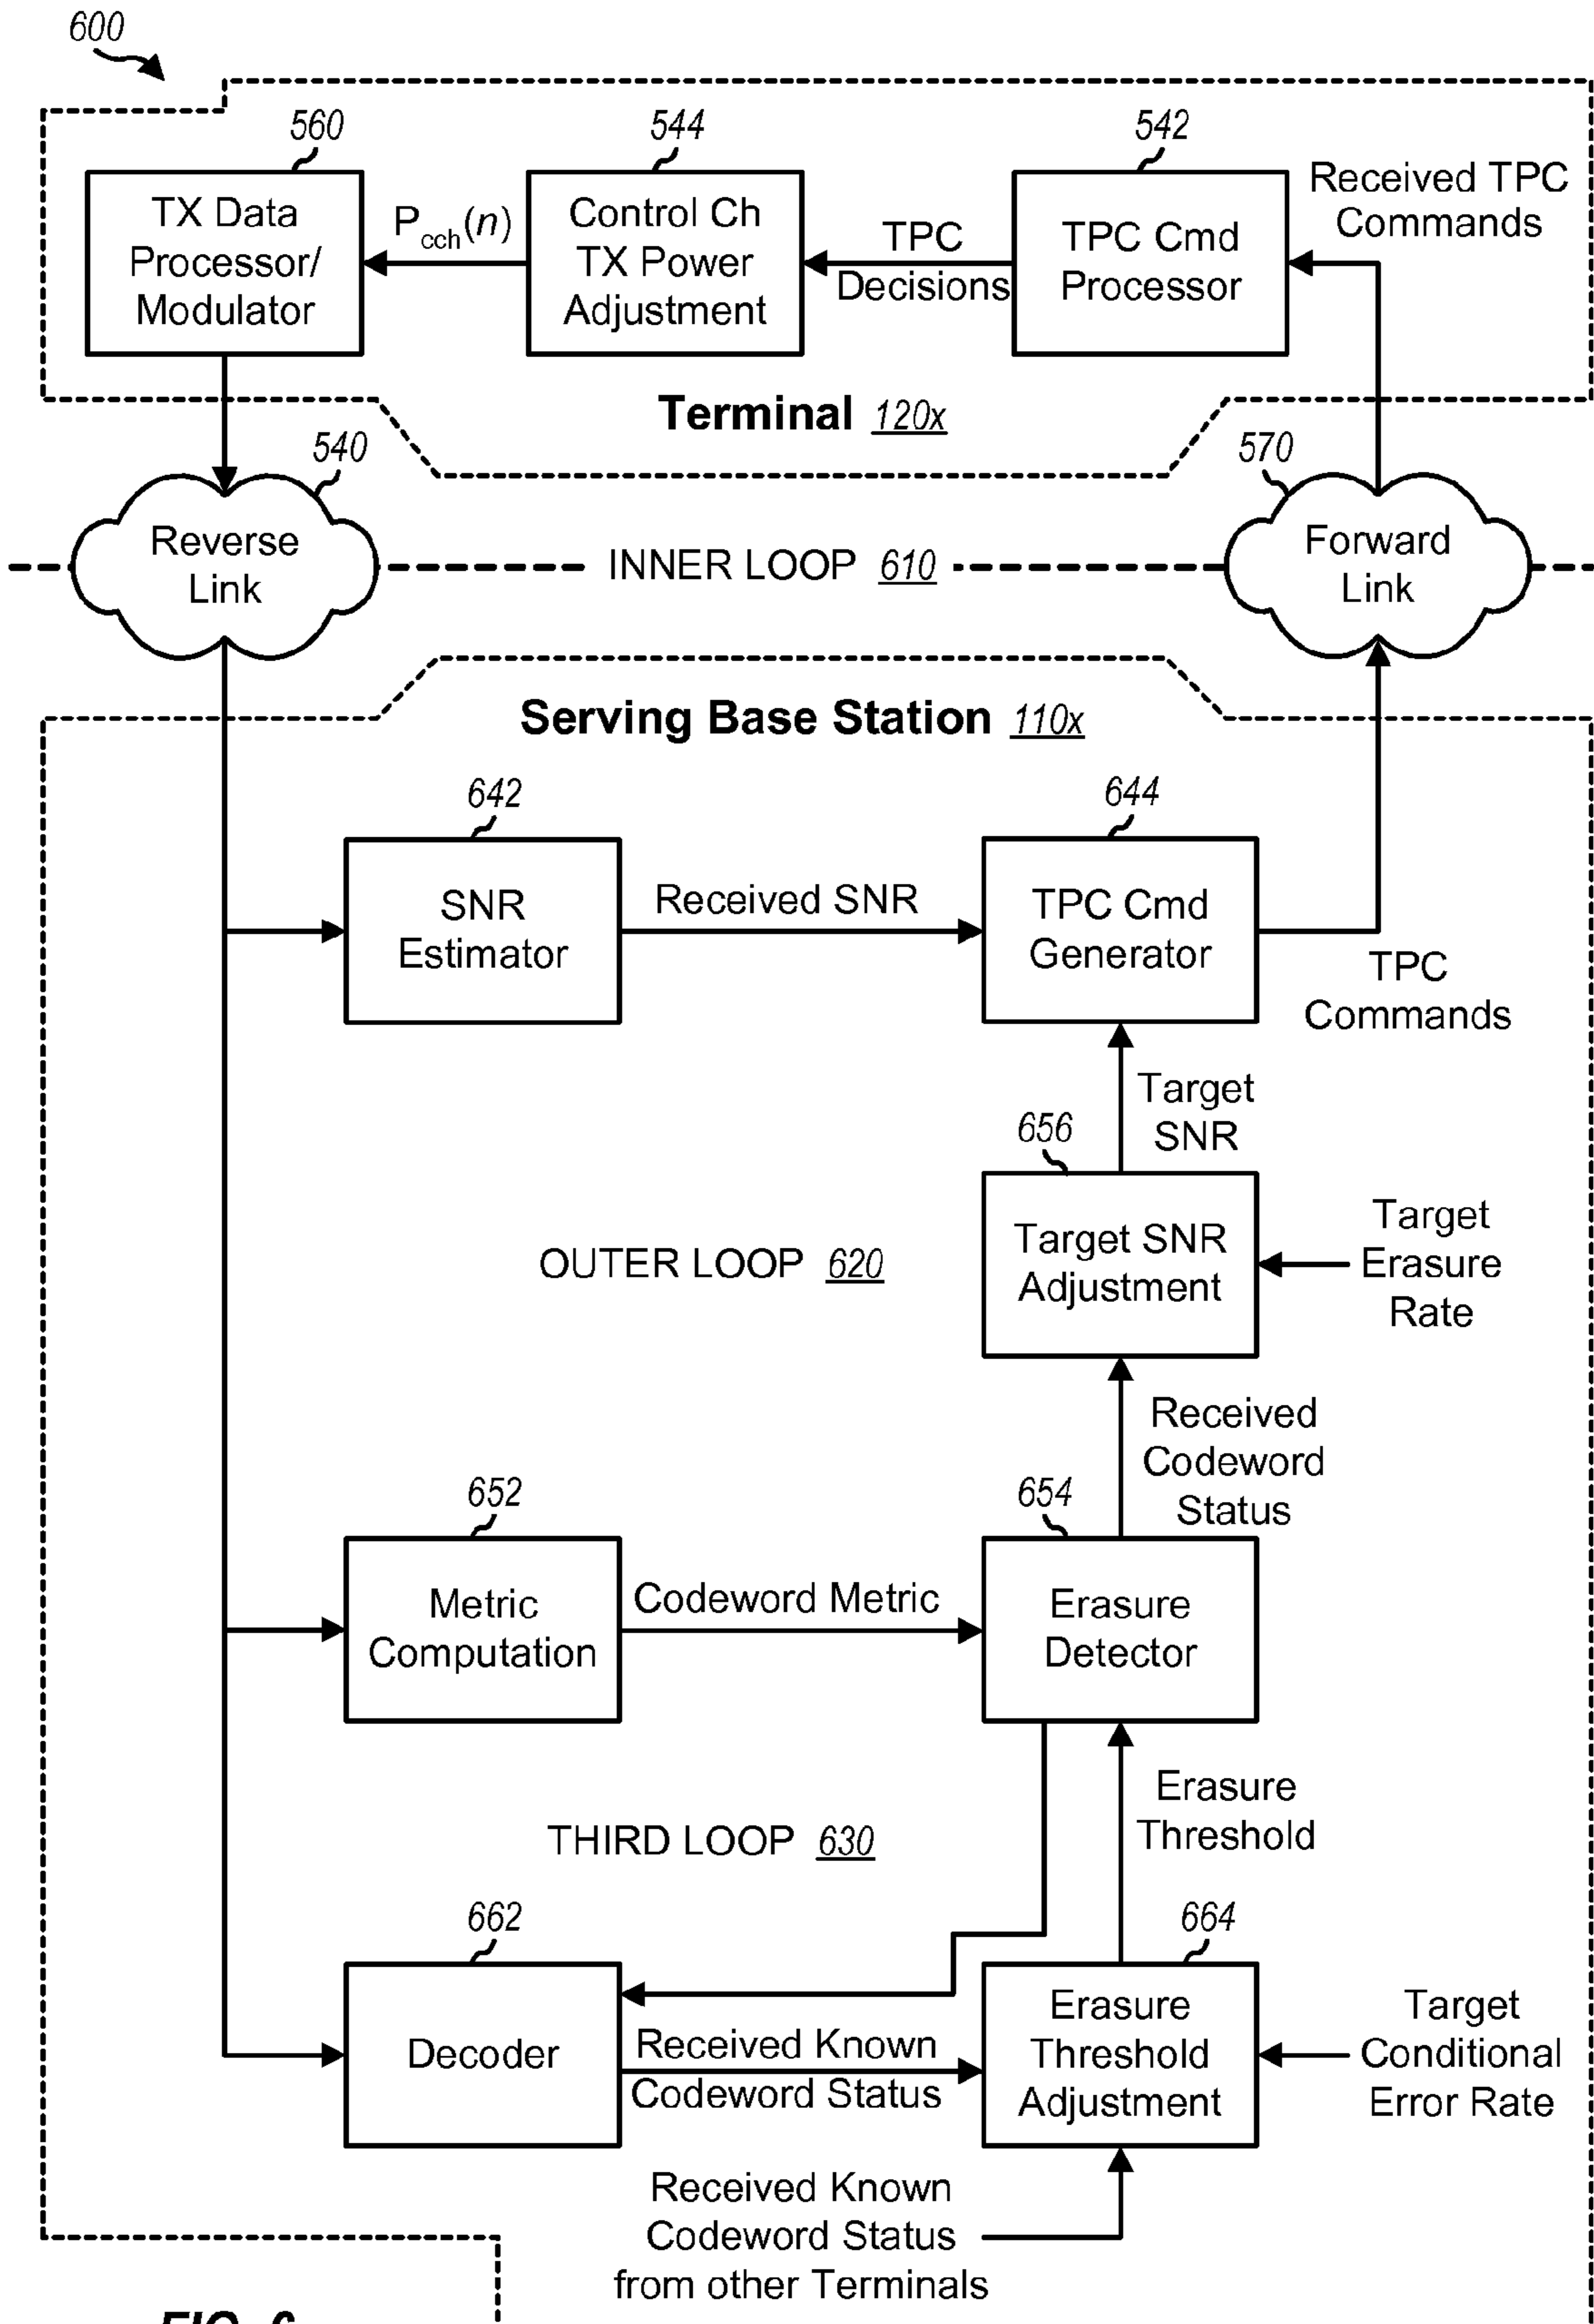 600
560
544
542
TX Data
Processor/
Modulator
P_cch(n)
Control Ch
TX Power
Adjustment
TPC
Decisions
TPC Cmd
Processor
Received TPC
Commands
Terminal 120x
540
570
Reverse
Link
INNER LOOP 610
Forward
Link
Serving Base Station 110x
642
644
SNR
Estimator
Received SNR
TPC Cmd
Generator
TPC
Commands
Target
SNR
656
Target SNR
Adjustment
Target
Erasure
Rate
OUTER LOOP 620
Received
Codeword
Status
652
654
Metric
Computation
Codeword Metric
Erasure
Detector
Erasure
Threshold
THIRD LOOP 630
662
664
Decoder
Received Known
Codeword Status
Erasure
Threshold
Adjustment
Target
Conditional
Error Rate
Received Known
Codeword Status
from other Terminals
FIG. 6